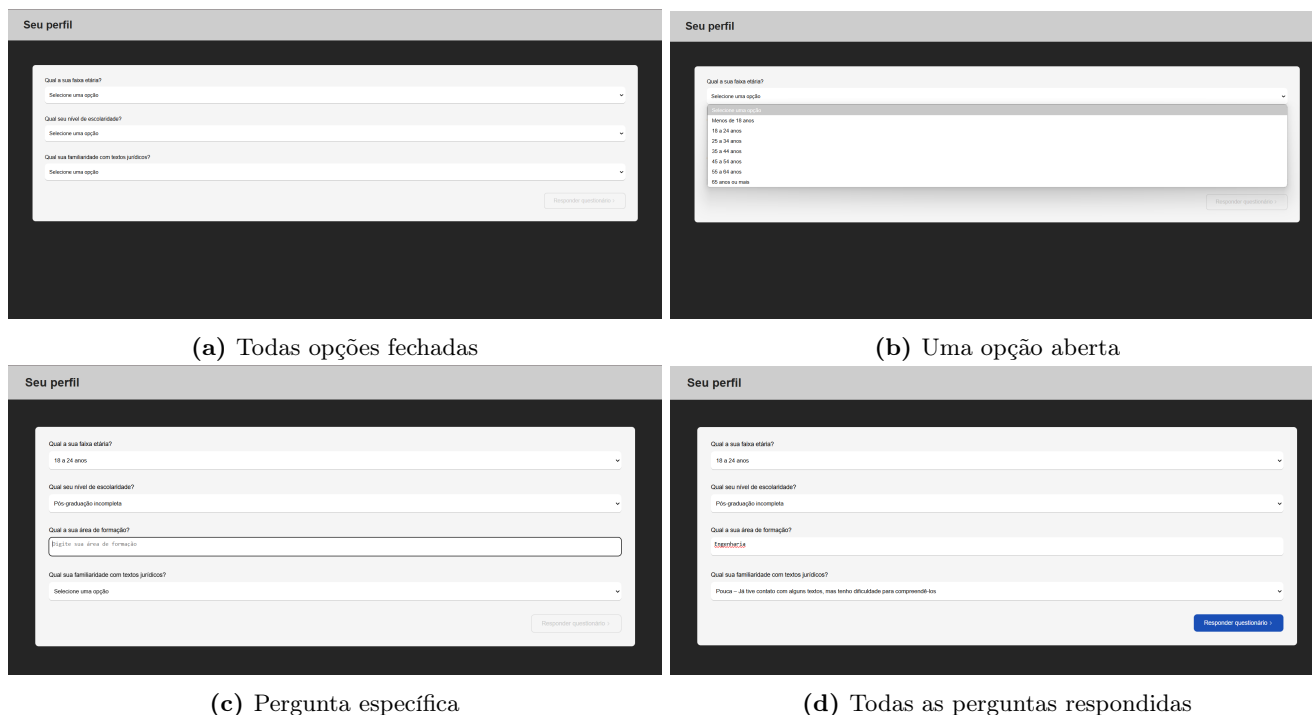 Seu perfil
Qual a sua faixa etária?
Selecione uma opção
Qual seu nível de escolaridade?
Selecione uma opção
Qual sua familiaridade com textos jurídicos?
Selecione uma opção
Responder questionário ›
(a) Todas opções fechadas
Seu perfil
Qual a sua faixa etária?
Selecione uma opção
Selecione uma opção
Menos de 18 anos
18 a 24 anos
25 a 34 anos
35 a 44 anos
45 a 54 anos
55 a 64 anos
65 anos ou mais
Responder questionário ›
(b) Uma opção aberta
Seu perfil
Qual a sua faixa etária?
18 a 24 anos
Qual seu nível de escolaridade?
Pós-graduação incompleta
Qual a sua área de formação?
Digite sua área de formação
Qual sua familiaridade com textos jurídicos?
Selecione uma opção
Responder questionário ›
(c) Pergunta específica
Seu perfil
Qual a sua faixa etária?
18 a 24 anos
Qual seu nível de escolaridade?
Pós-graduação incompleta
Qual a sua área de formação?
Engenharia
Qual sua familiaridade com textos jurídicos?
Pouca – Já tive contato com alguns textos, mas tenho dificuldade para compreendê-los
Responder questionário ›
(d) Todas as perguntas respondidas